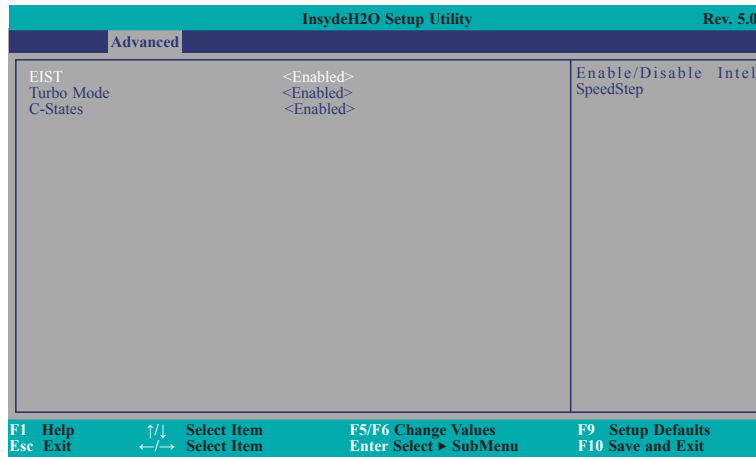 InsydeH2O Setup Utility Rev. 5.0
Advanced
EIST <Enabled>
Turbo Mode <Enabled>
C-States <Enabled>
Enable/Disable Intel
SpeedStep
F1 Help ↑/↓ Select Item F5/F6 Change Values F9 Setup Defaults
Esc Exit ←/→ Select Item Enter Select ▶ SubMenu F10 Save and Exit